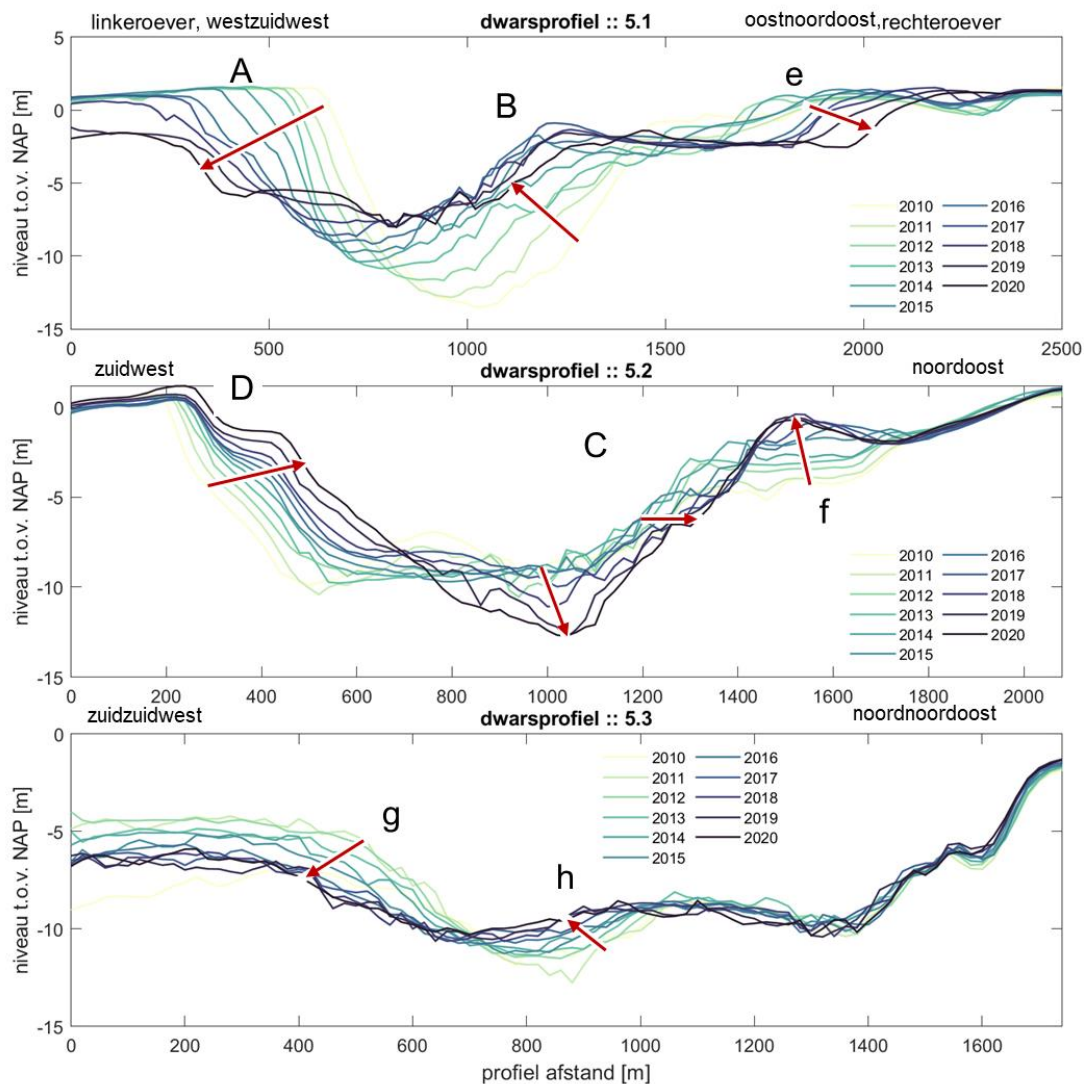 linkeroever, westzuidwest dwarsprofiel :: 5.1 oostnoordoost,rechteroever
5
0
-5
-10
-15
niveau t.o.v. NAP [m]
A
B
e
2010 2016
2011 2017
2012 2018
2013 2019
2014 2020
2015
0 500 1000 1500 2000 2500
zuidwest dwarsprofiel :: 5.2 noordoost
0
-5
-10
-15
niveau t.o.v. NAP [m]
D
C
f
2010 2016
2011 2017
2012 2018
2013 2019
2014 2020
2015
0 200 400 600 800 1000 1200 1400 1600 1800 2000
zuidzuidwest dwarsprofiel :: 5.3 noordnoordoost
0
-5
-10
-15
niveau t.o.v. NAP [m]
g
h
2010 2016
2011 2017
2012 2018
2013 2019
2014 2020
2015
0 200 400 600 800 1000 1200 1400 1600
profiel afstand [m]